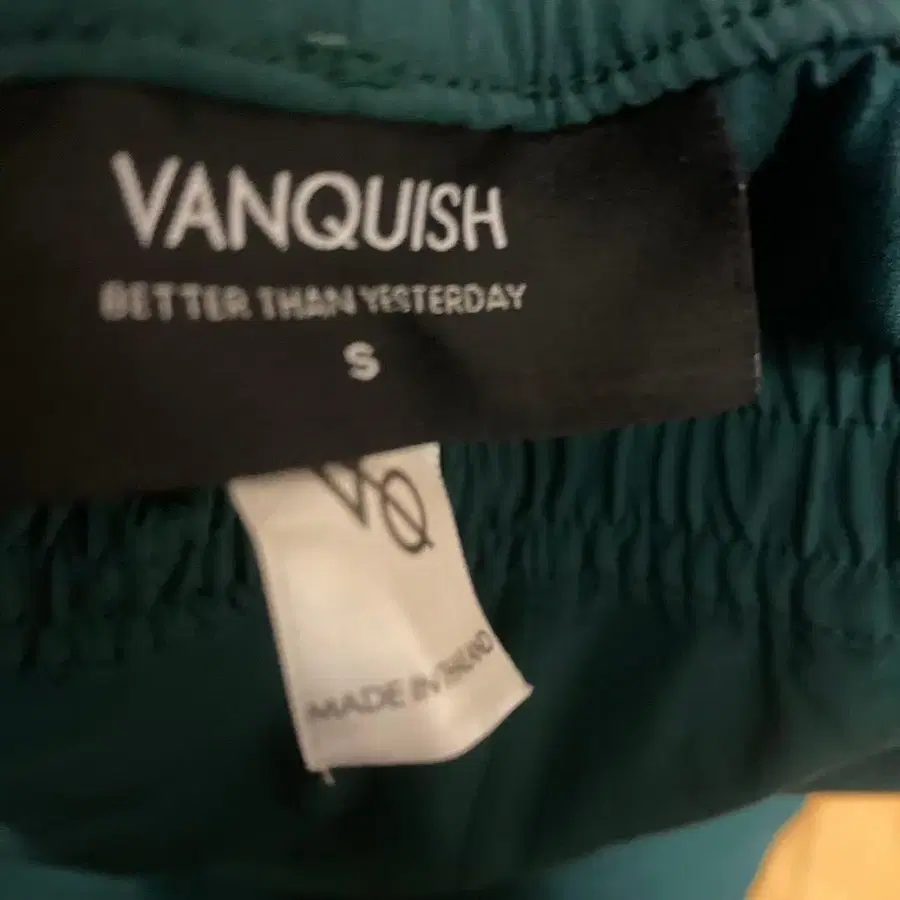 VANQUISH
BETTER THAN YESTERDAY
S
VQ
MADE IN